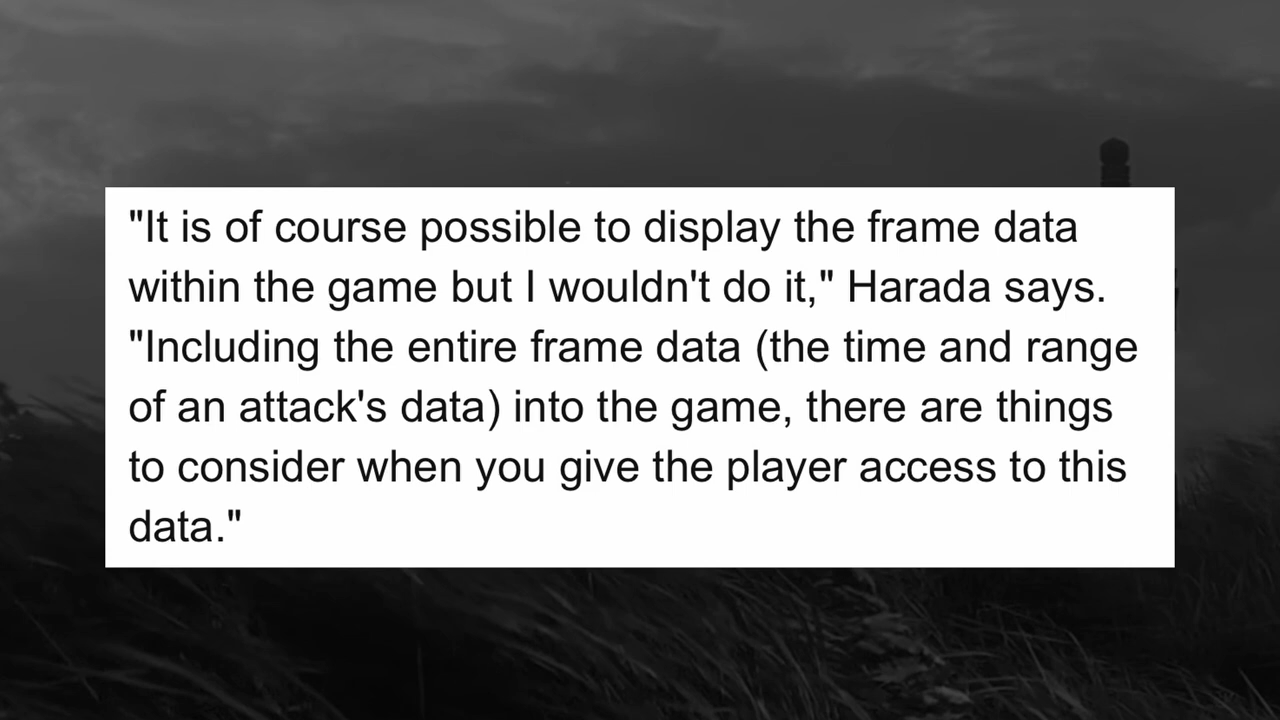 "It is of course possible to display the frame data
within the game but I wouldn't do it," Harada says.
"Including the entire frame data (the time and range
of an attack's data) into the game, there are things
to consider when you give the player access to this
data."